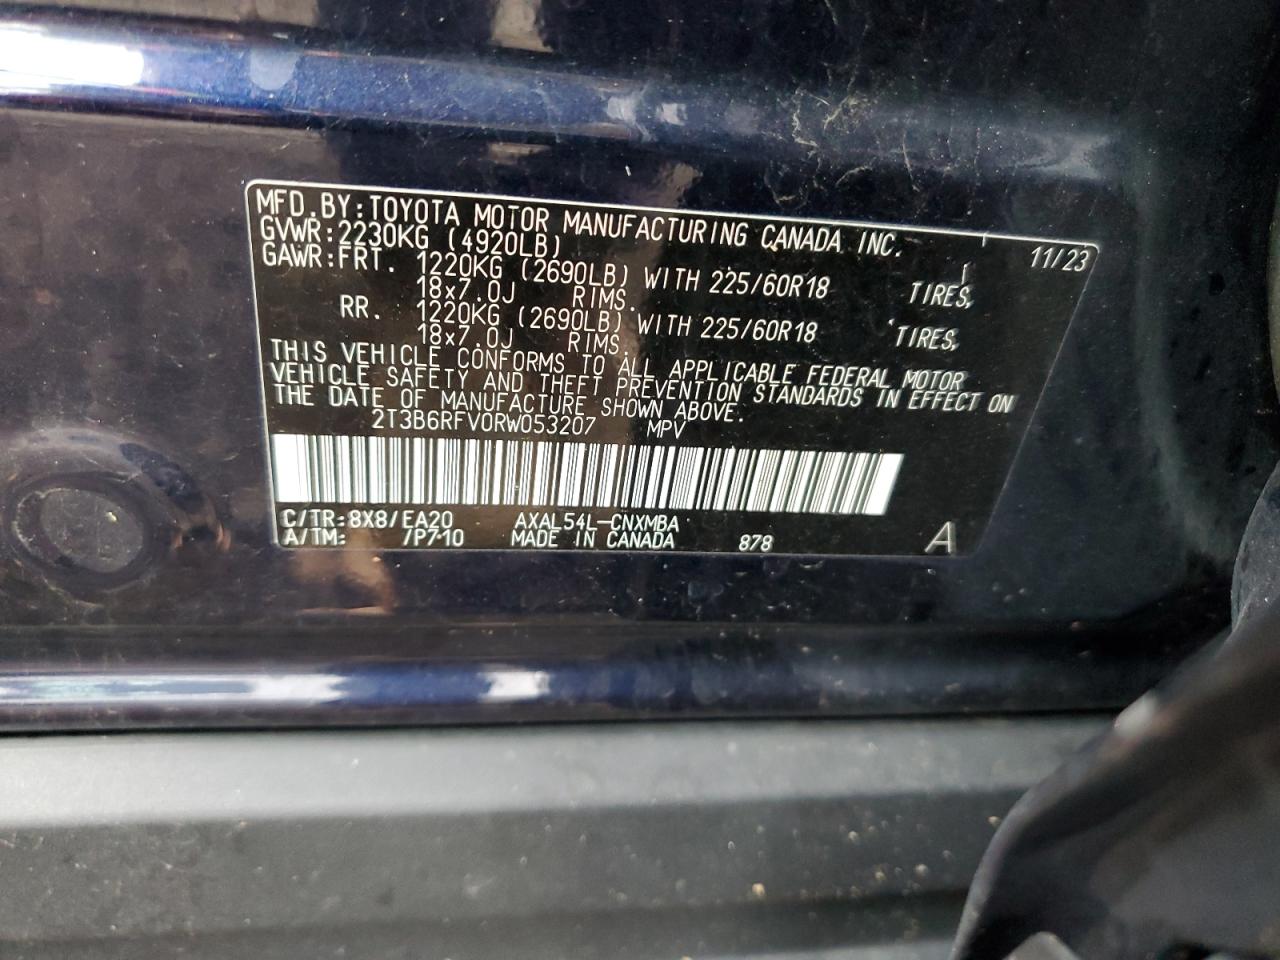 MFD.BY:TOYOTA MOTOR MANUFACTURING CANADA INC. 11/23
GVWR:2230KG (4920LB)
GAWR:FRT. 1220KG (2690LB) WITH 225/60R18 TIRES,
18x7.0J RIMS.
RR. 1220KG (2690LB) WITH 225/60R18 TIRES,
18x7.0J RIMS.
THIS VEHICLE CONFORMS TO ALL APPLICABLE FEDERAL MOTOR
VEHICLE SAFETY AND THEFT PREVENTION STANDARDS IN EFFECT ON
THE DATE OF MANUFACTURE SHOWN ABOVE.
2T3B6RFV0RW053207 MPV
C/TR:8X8/EA20 AXAL54L-CNXMBA
A/TM: /P710 MADE IN CANADA 878 A